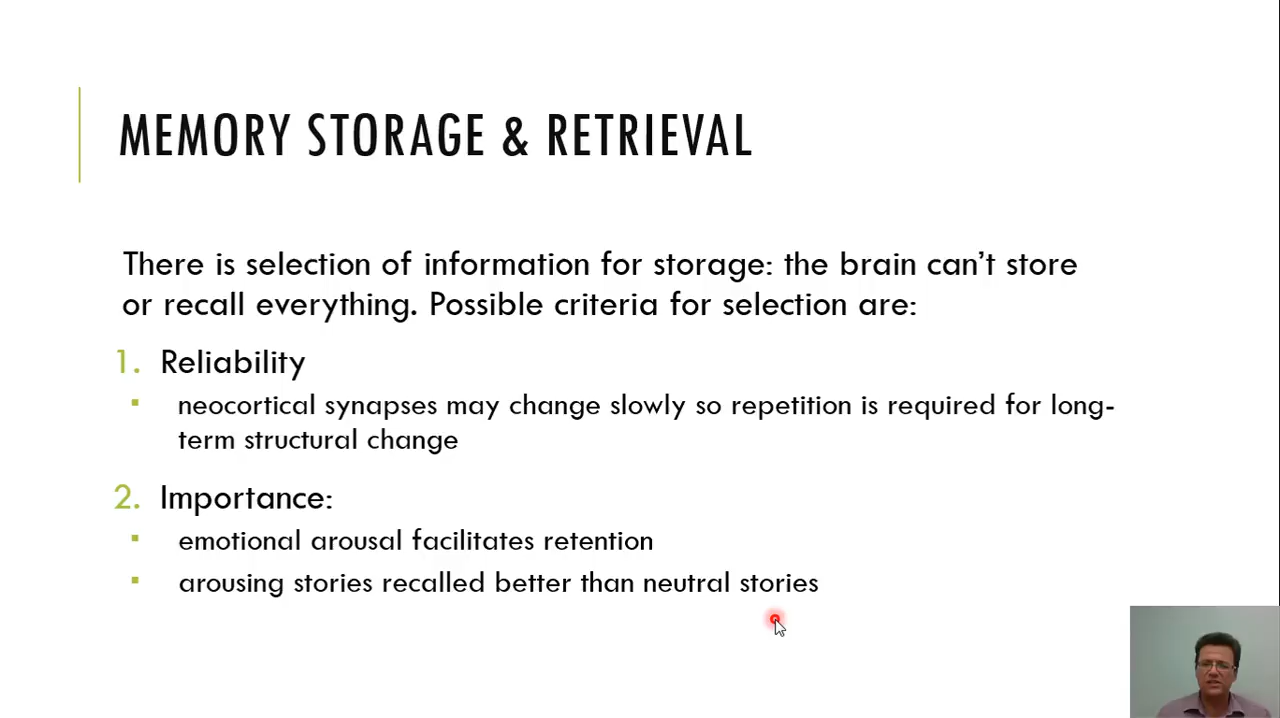 MEMORY STORAGE & RETRIEVAL
There is selection of information for storage: the brain can’t store
or recall everything. Possible criteria for selection are:
1. Reliability
▪ neocortical synapses may change slowly so repetition is required for long-
term structural change
2. Importance:
▪ emotional arousal facilitates retention
▪ arousing stories recalled better than neutral stories